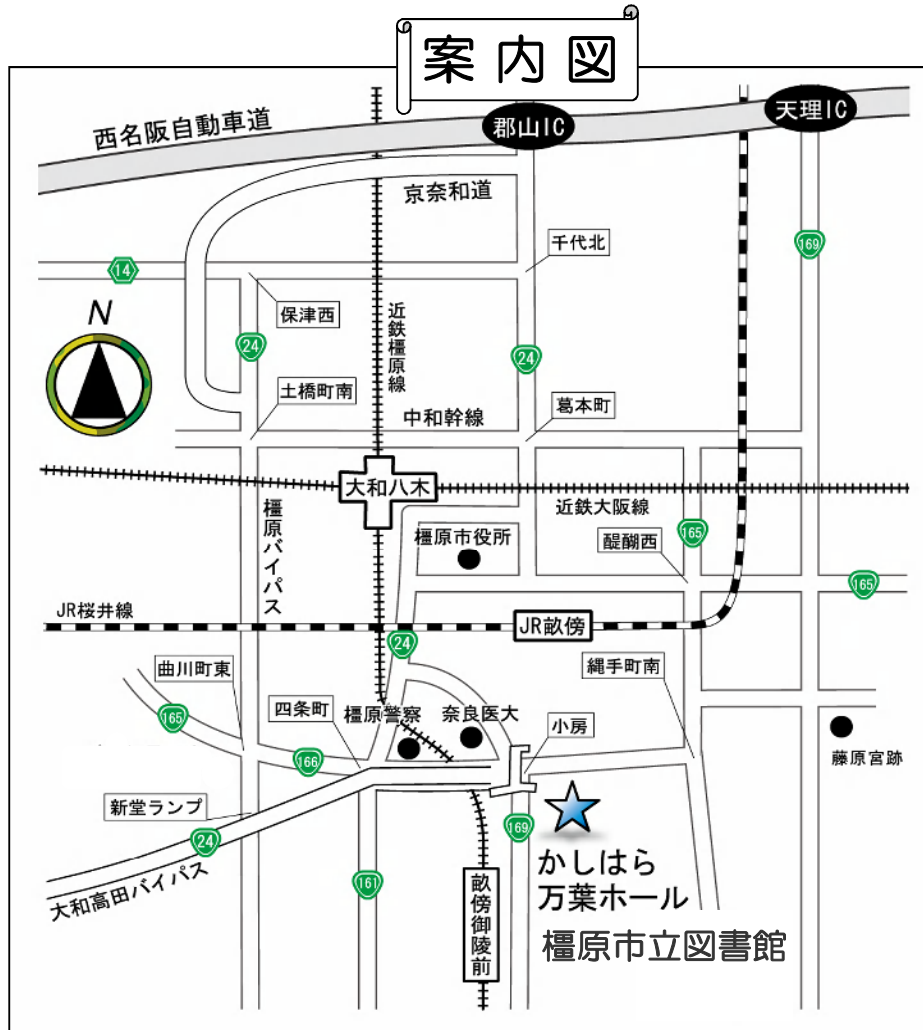 案内図
西名阪自動車道
郡山IC
天理IC
京奈和道
169
千代北
14
N
保津西
近鉄橿原線
24
24
土橋町南
中和幹線
葛本町
大和八木
近鉄大阪線
橿原バイパス
橿原市役所
165
醍醐西
165
JR桜井線
JR畝傍
24
曲川町東
縄手町南
四条町
橿原警察
奈良医大
165
小房
166
藤原宮跡
新堂ランプ
24
169
大和高田バイパス
161
畝傍御陵前
かしはら
万葉ホール
橿原市立図書館